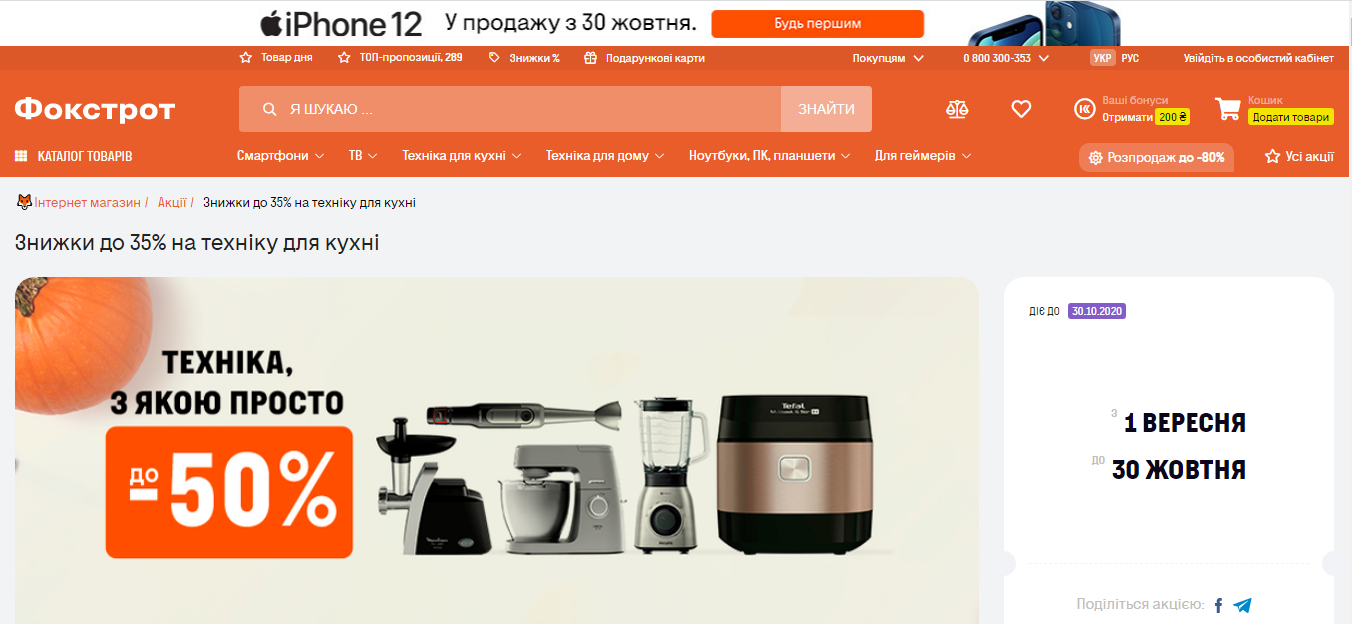 iPhone 12 У продажу з 30 жовтня. Будь першим
Товар дня ТОП-пропозиції, 289 Знижки % Подарункові карти Покупцям 0 800 300-353 УКР РУС Увійдіть в особистий кабінет
Фокстрот Я ШУКАЮ ... ЗНАЙТИ
Ваші бонуси
Отримати 200 ₴
Кошик
Додати товари
КАТАЛОГ ТОВАРІВ Смартфони ТВ Техніка для кухні Техніка для дому Ноутбуки, ПК, планшети Для геймерів Розпродаж до -80% Усі акції
Інтернет магазин / Акції / Знижки до 35% на техніку для кухні
Знижки до 35% на техніку для кухні
ТЕХНІКА,
З ЯКОЮ ПРОСТО
ДО -50%
Tefal
ДІЄ ДО 30.10.2020
З 1 ВЕРЕСНЯ
ДО 30 ЖОВТНЯ
Поділіться акцією: